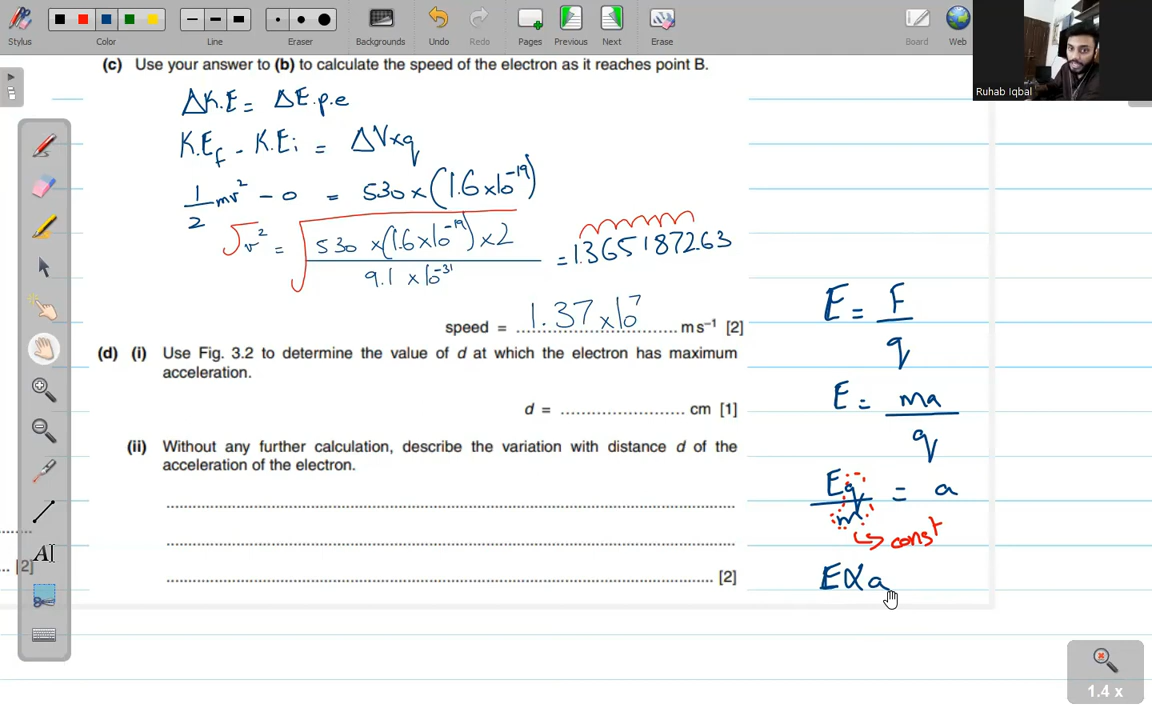 Stylus
Color
Line
Eraser
Backgrounds
Undo
Redo
Pages
Previous
Next
Erase
Board
Web
Ruhab Iqbal
(c) Use your answer to (b) to calculate the speed of the electron as it reaches point B.
ΔK.E = ΔE.p.e
K.E_f - K.E_i = ΔV×q
1/2 mv² - 0 = 530 × (1.6×10⁻¹⁹)
√v² = √(530 × (1.6×10⁻¹⁹) × 2 / 9.1 × 10⁻³¹) = 1.3651872.63
speed = 1.37 × 10⁷ m s⁻¹ [2]
(d) (i) Use Fig. 3.2 to determine the value of d at which the electron has maximum
acceleration.
d = ........................ cm [1]
(ii) Without any further calculation, describe the variation with distance d of the
acceleration of the electron.
[2]
E = F/q
E = ma/q
Eq/m = a
↳ const
E∝a
... [2]
A
1.4 x